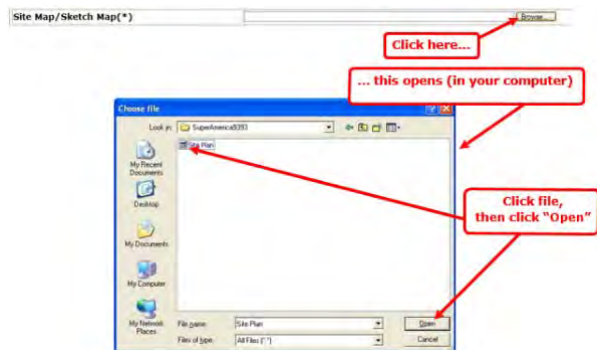 Site Map/Sketch Map(*)
Browse...
Click here...
... this opens (in your computer)
Choose file
Look in:
SuperAmerica9393
Site Plan
My Recent
Documents
Desktop
My Documents
My Computer
My Network
Places
Click file,
then click “Open”
File name:
Site Plan
Open
Files of type:
All Files (*.*)
Cancel